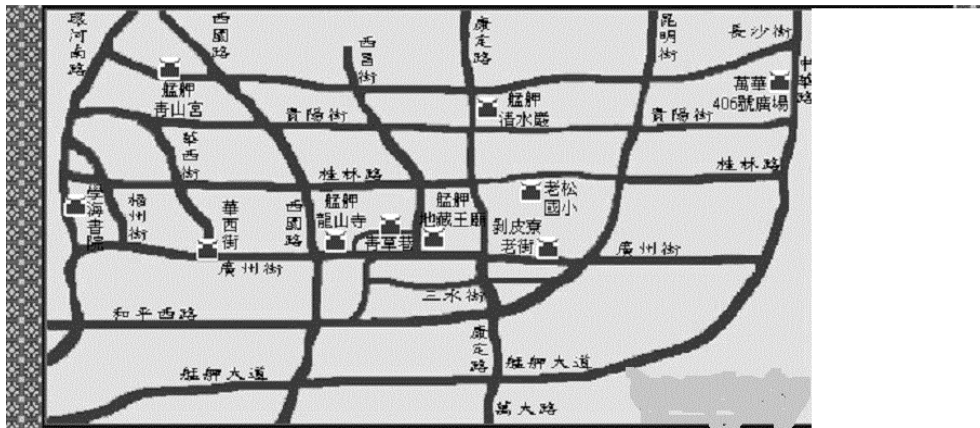 環河南路
西園路
西昌街
康定路
昆明街
長沙街
中華路
艋舺
青山宮
萬華
406號廣場
艋舺
清水巖
貴陽街
貴陽街
華西街
桂林路
桂林路
學海書院
梧州街
華西街
西園路
艋舺
龍山寺
青草巷
艋舺
地藏王廟
老松
國小
剝皮寮
老街
廣州街
廣州街
三水街
和平西路
康定路
艋舺大道
艋舺大道
萬大路